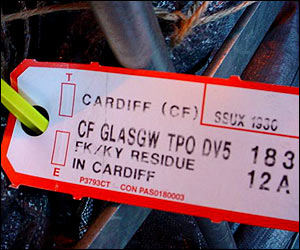 T
CARDIFF (CF)
SSUX 1930
CF GLASGW TPO DV5 183
FK/KY RESIDUE 12A
IN CARDIFF
E
P3793CT CON PAS0180003